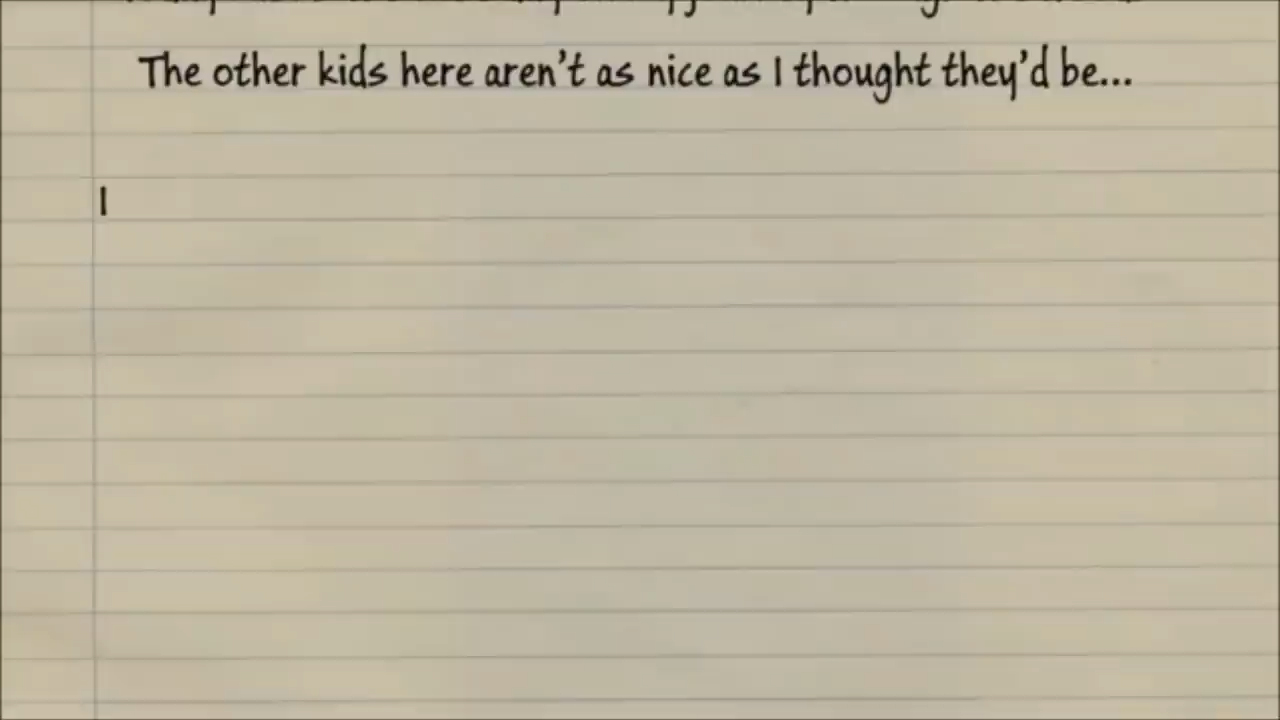 The other kids here aren't as nice as I thought they'd be...
I